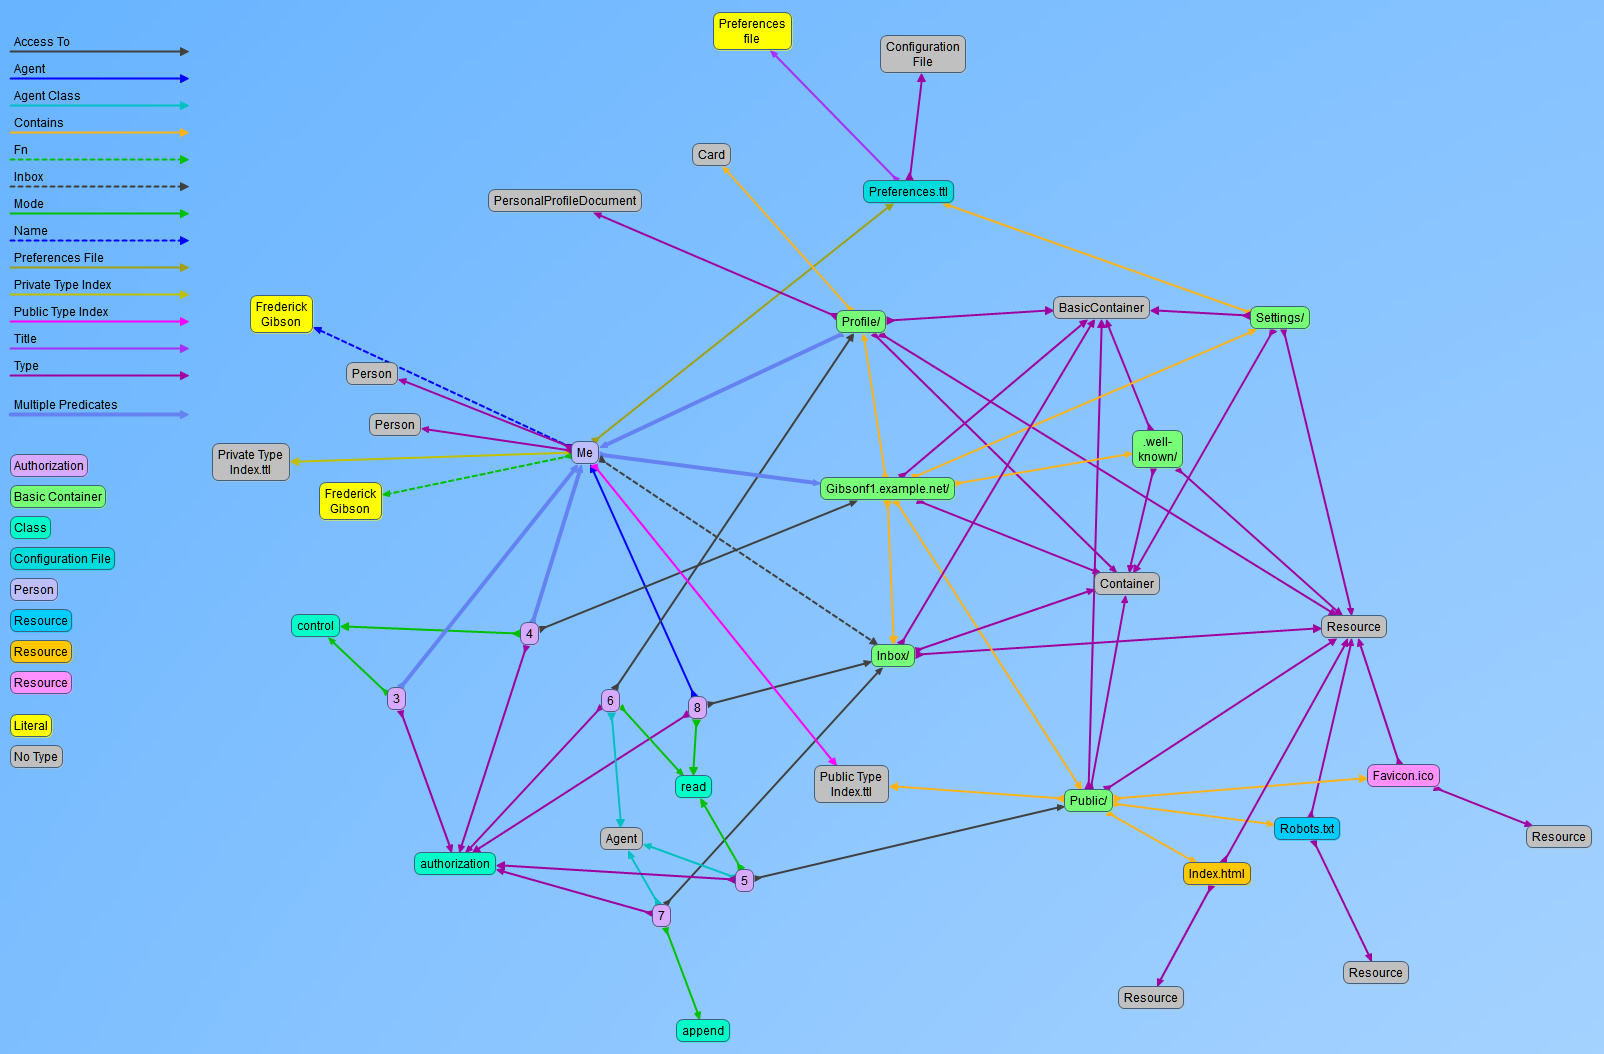 Access To
Agent
Agent Class
Contains
Fn
Inbox
Mode
Name
Preferences File
Private Type Index
Public Type Index
Title
Type
Multiple Predicates
Authorization
Basic Container
Class
Configuration File
Person
Resource
Resource
Resource
Literal
No Type
Preferences
file
Configuration
File
Card
Preferences.ttl
PersonalProfileDocument
Frederick
Gibson
Profile/
BasicContainer
Settings/
Person
Person
Private Type
Index.ttl
Me
.well-
known/
Frederick
Gibson
Gibsonf1.example.net/
Container
control
4
Inbox/
Resource
3
6
8
read
Public Type
Index.ttl
Public/
Favicon.ico
Agent
Robots.txt
Resource
authorization
5
Index.html
7
Resource
Resource
append